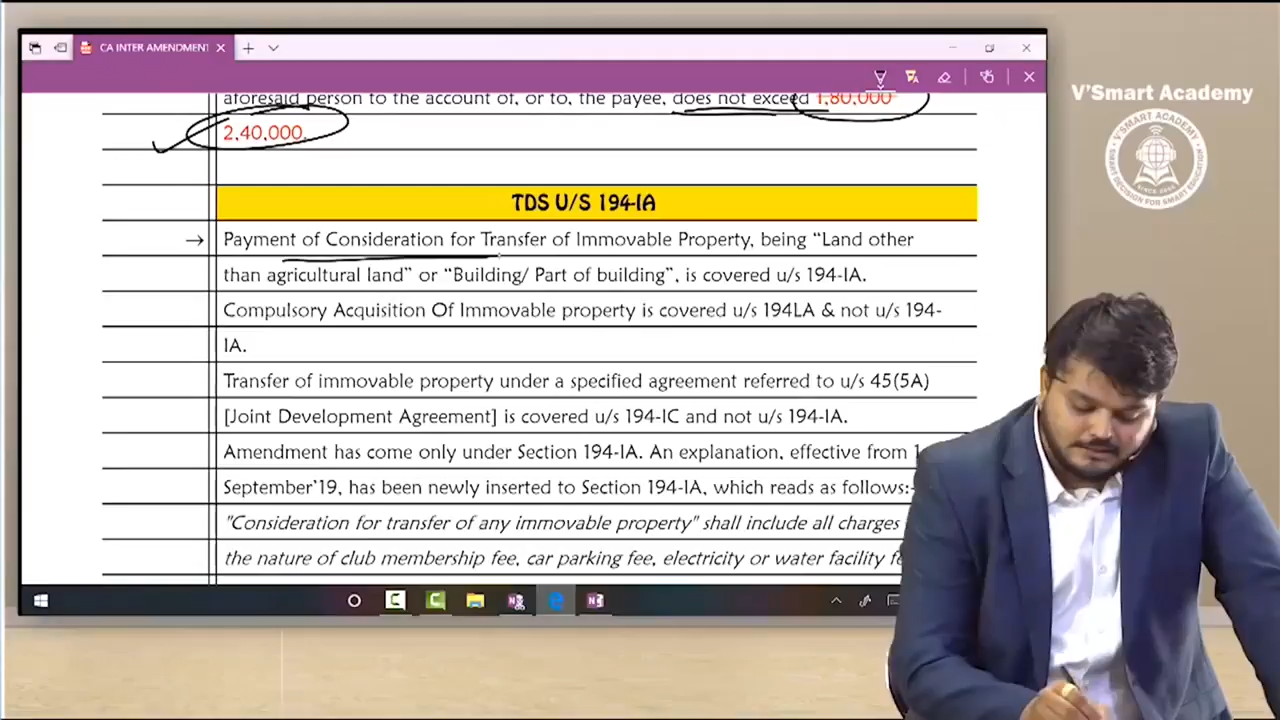 CA INTER AMENDMENT
V'Smart Academy
V'SMART ACADEMY
aforesaid person to the account of, or to, the payee, does not exceed 1,80,000
2,40,000.
TDS U/S 194-IA
→ Payment of Consideration for Transfer of Immovable Property, being “Land other
than agricultural land” or “Building/ Part of building”, is covered u/s 194-IA.
Compulsory Acquisition Of Immovable property is covered u/s 194LA & not u/s 194-
IA.
Transfer of immovable property under a specified agreement referred to u/s 45(5A)
[Joint Development Agreement] is covered u/s 194-IC and not u/s 194-IA.
Amendment has come only under Section 194-IA. An explanation, effective from 1
September'19, has been newly inserted to Section 194-IA, which reads as follows:-
"Consideration for transfer of any immovable property" shall include all charges
the nature of club membership fee, car parking fee, electricity or water facility